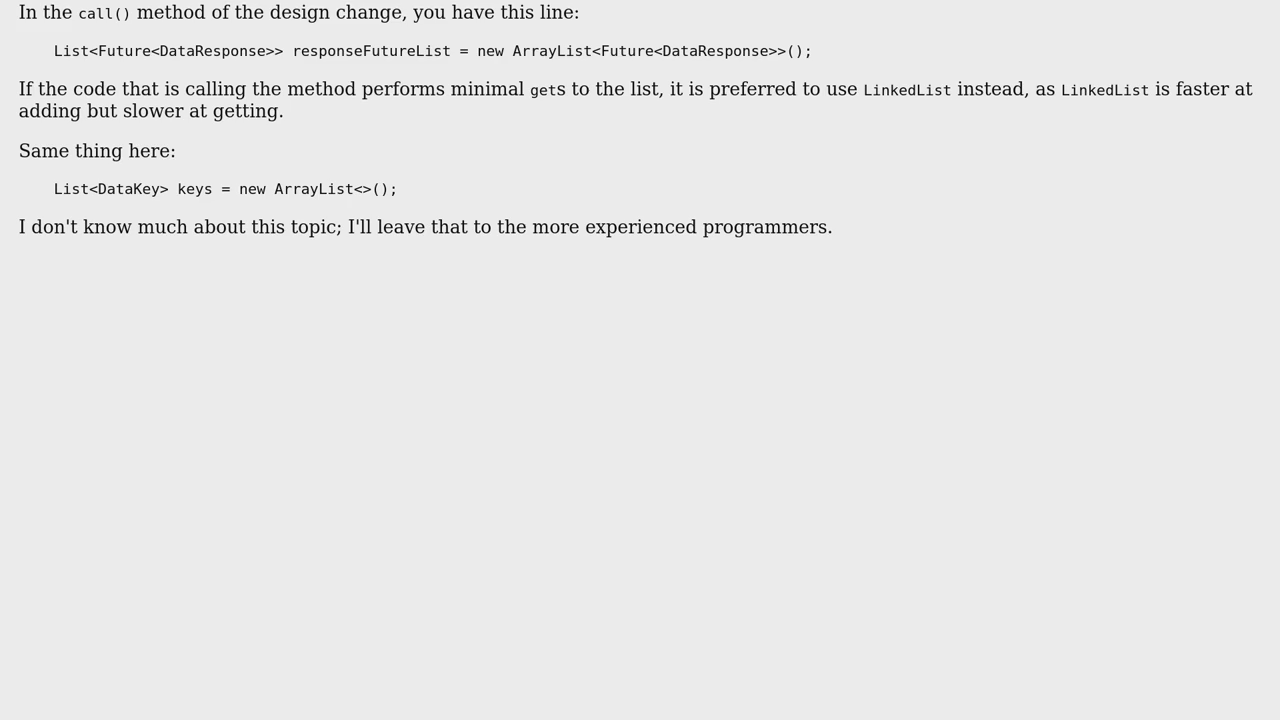 In the call() method of the design change, you have this line:
List<Future<DataResponse>> responseFutureList = new ArrayList<Future<DataResponse>>();
If the code that is calling the method performs minimal gets to the list, it is preferred to use LinkedList instead, as LinkedList is faster at
adding but slower at getting.
Same thing here:
List<DataKey> keys = new ArrayList<>();
I don't know much about this topic; I'll leave that to the more experienced programmers.